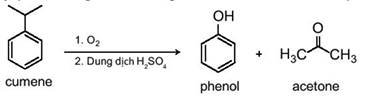 OH
O
1. O₂
2. Dung dịch H₂SO₄
+
H₃C CH₃
cumene
phenol
acetone